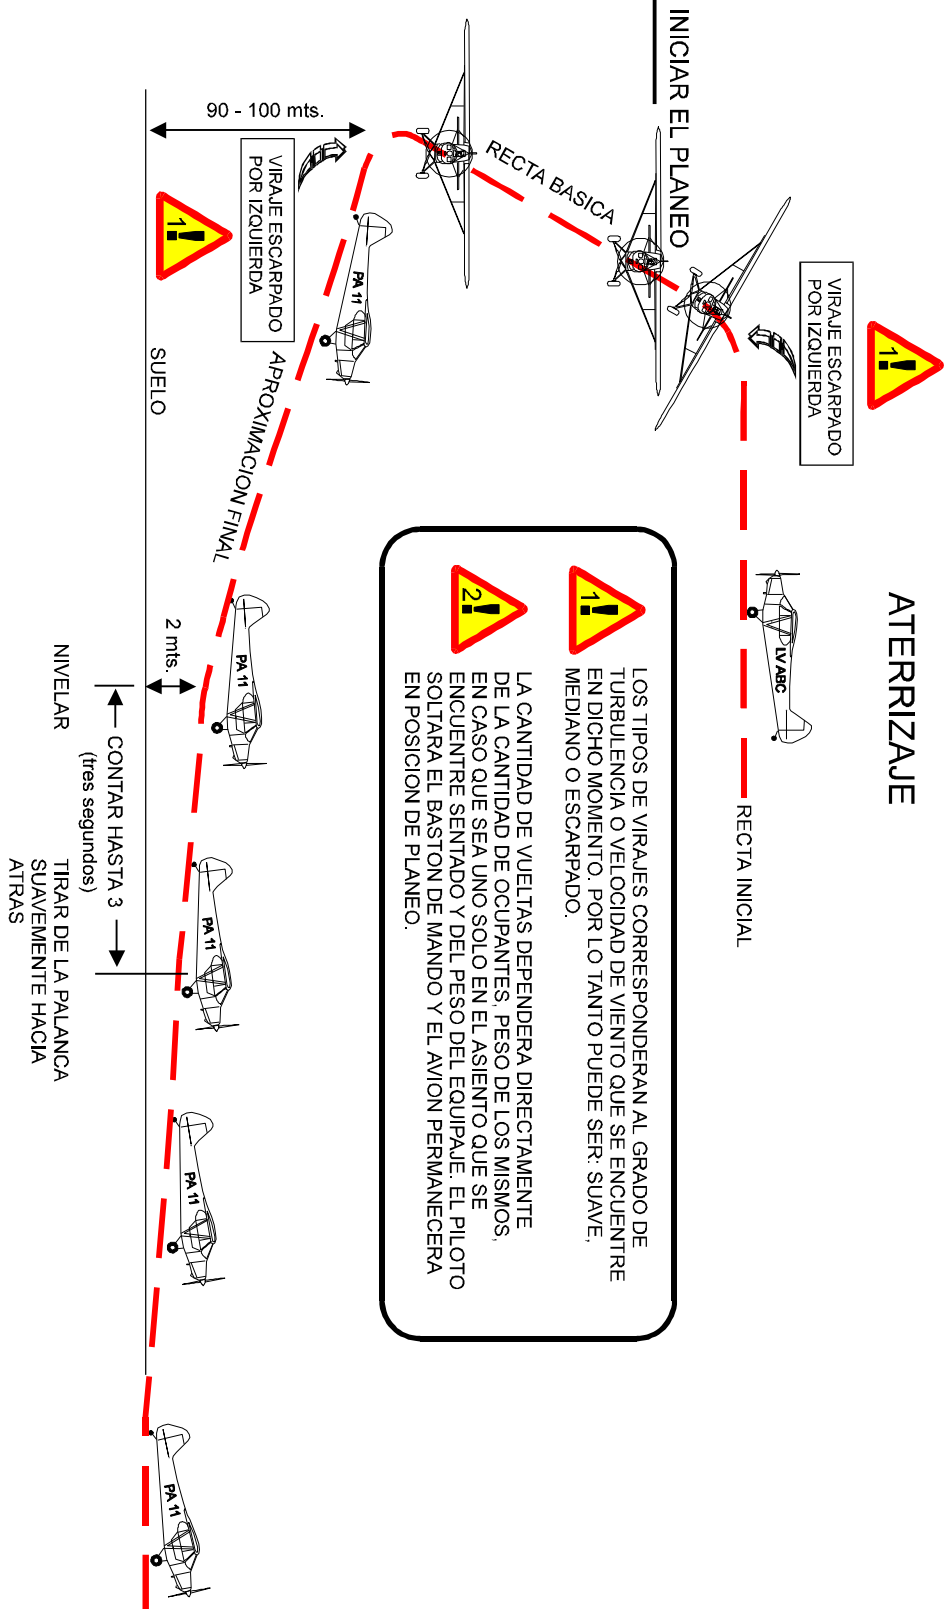 ATERRIZAJE
1!
VIRAJE ESCARPADO
POR IZQUIERDA
LV ABC
RECTA INICIAL
INICIAR EL PLANEO
RECTA BASICA
1!
LOS TIPOS DE VIRAJES CORRESPONDERAN AL GRADO DE
TURBULENCIA O VELOCIDAD DE VIENTO QUE SE ENCUENTRE
EN DICHO MOMENTO. POR LO TANTO PUEDE SER: SUAVE,
MEDIANO O ESCARPADO.
2!
LA CANTIDAD DE VUELTAS DEPENDERA DIRECTAMENTE
DE LA CANTIDAD DE OCUPANTES, PESO DE LOS MISMOS,
EN CASO QUE SEA UNO SOLO EN EL ASIENTO QUE SE
ENCUENTRE SENTADO Y DEL PESO DEL EQUIPAJE. EL PILOTO
SOLTARA EL BASTON DE MANDO Y EL AVION PERMANECERA
EN POSICION DE PLANEO.
90 - 100 mts.
VIRAJE ESCARPADO
POR IZQUIERDA
1!
PA 11
APROXIMACION FINAL
PA 11
PA 11
PA 11
PA 11
SUELO
2 mts.
NIVELAR
CONTAR HASTA 3
(tres segundos)
TIRAR DE LA PALANCA
SUAVEMENTE HACIA
ATRAS